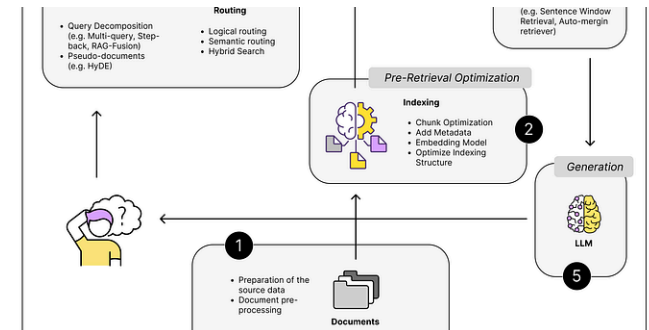 Routing
• Query Decomposition
(e.g. Multi-query, Step-
back, RAG-Fusion)
• Pseudo-documents
(e.g. HyDE)
• Logical routing
• Semantic routing
• Hybrid Search
(e.g. Sentence Window
Retrieval, Auto-margin
retriever)
Pre-Retrieval Optimization
Indexing
• Chunk Optimization
• Add Metadata
• Embedding Model
• Optimize Indexing
Structure
2
Generation
LLM
5
?
1
• Preparation of the
source data
• Document pre-
processing
Documents